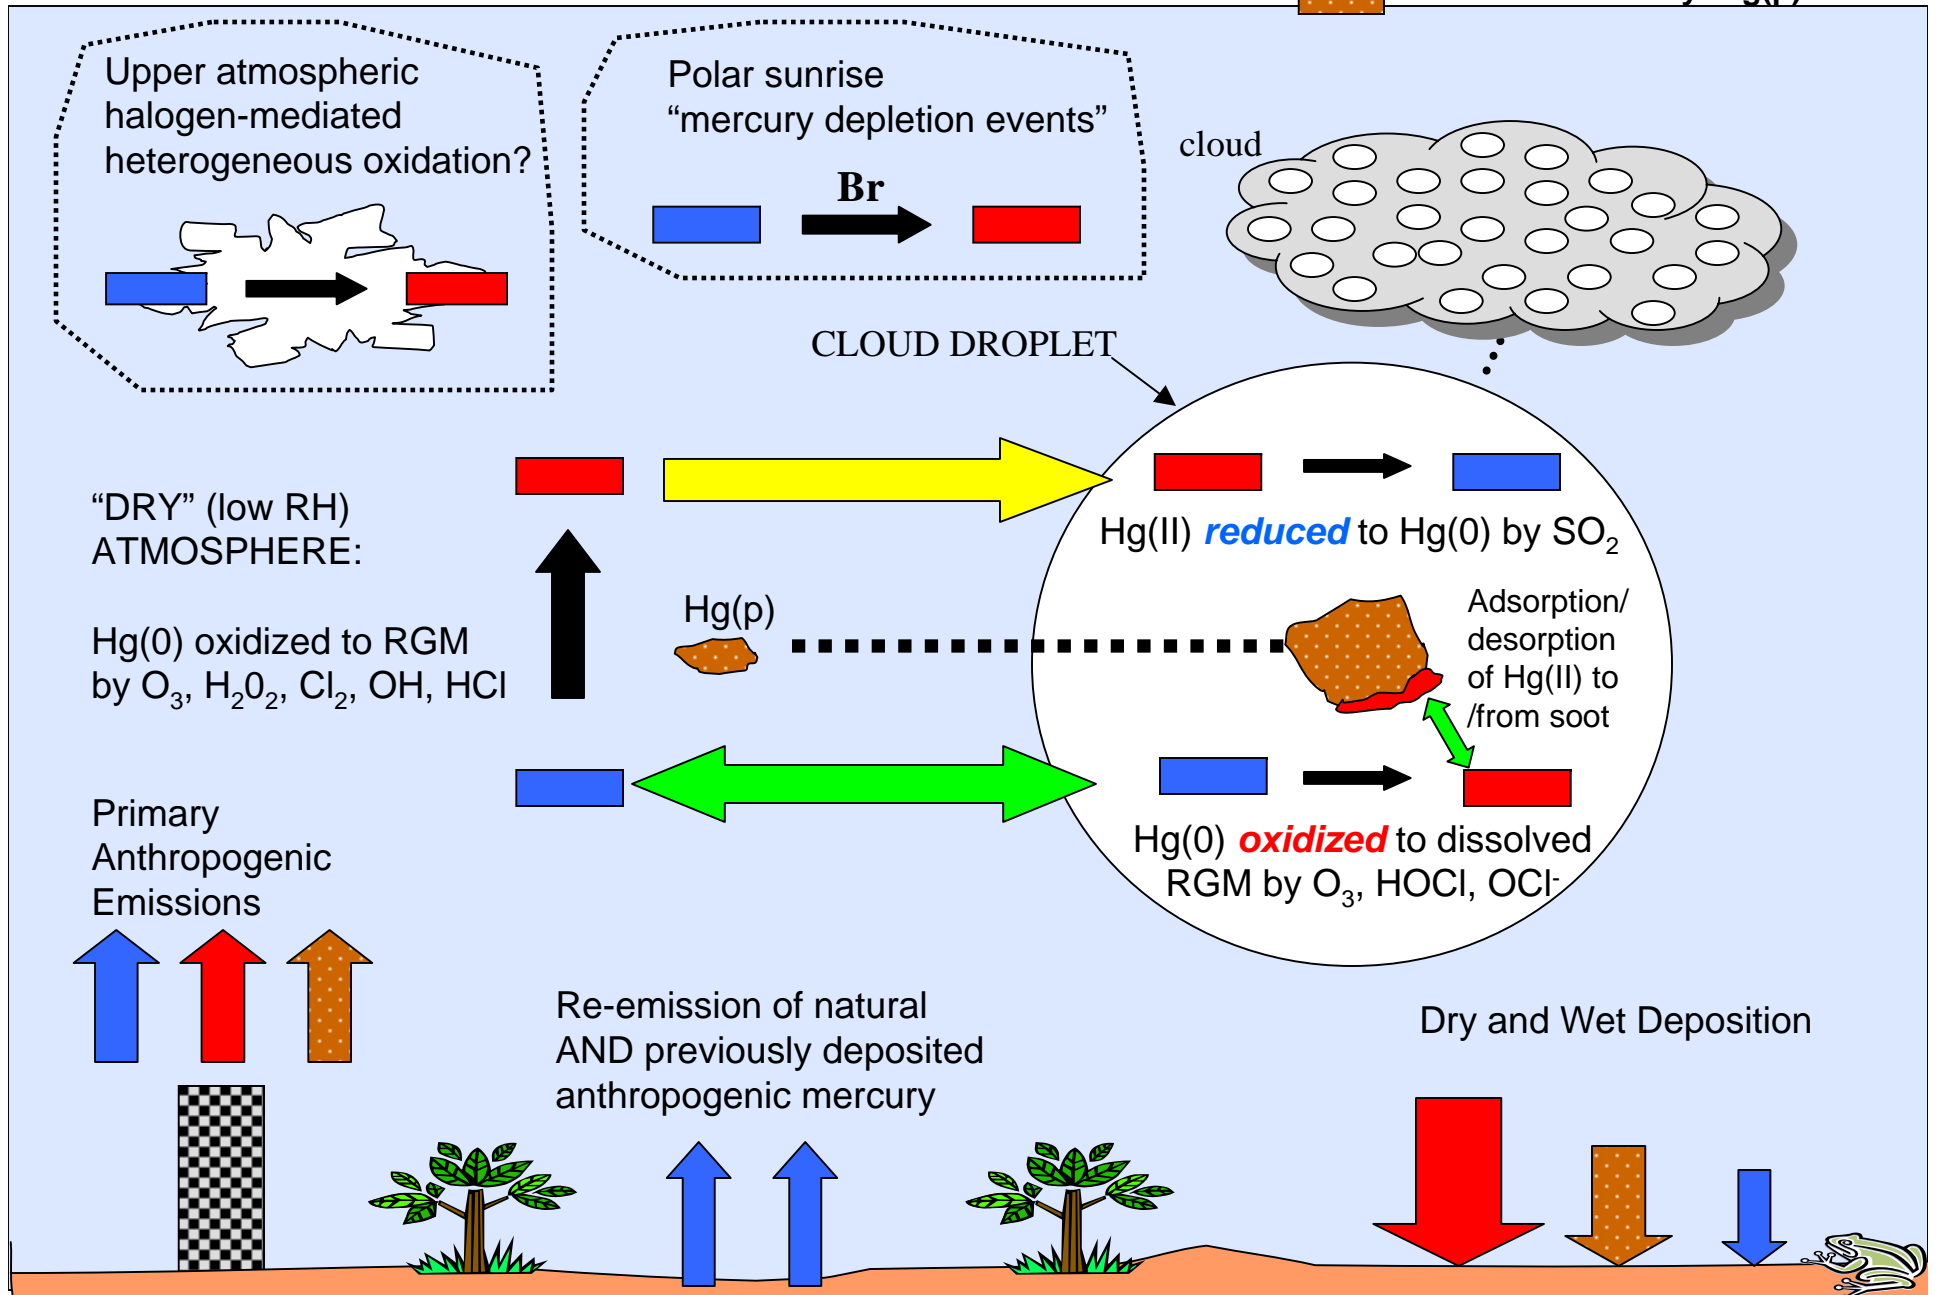 Upper atmospheric
halogen-mediated
heterogeneous oxidation?
Polar sunrise
“mercury depletion events”
Br
cloud
CLOUD DROPLET
“DRY” (low RH)
ATMOSPHERE:
Hg(0) oxidized to RGM
by O3, H202, Cl2, OH, HCl
Hg(p)
Hg(II) reduced to Hg(0) by SO2
Adsorption/
desorption
of Hg(II) to
/from soot
Hg(0) oxidized to dissolved
RGM by O3, HOCl, OCl-
Primary
Anthropogenic
Emissions
Re-emission of natural
AND previously deposited
anthropogenic mercury
Dry and Wet Deposition